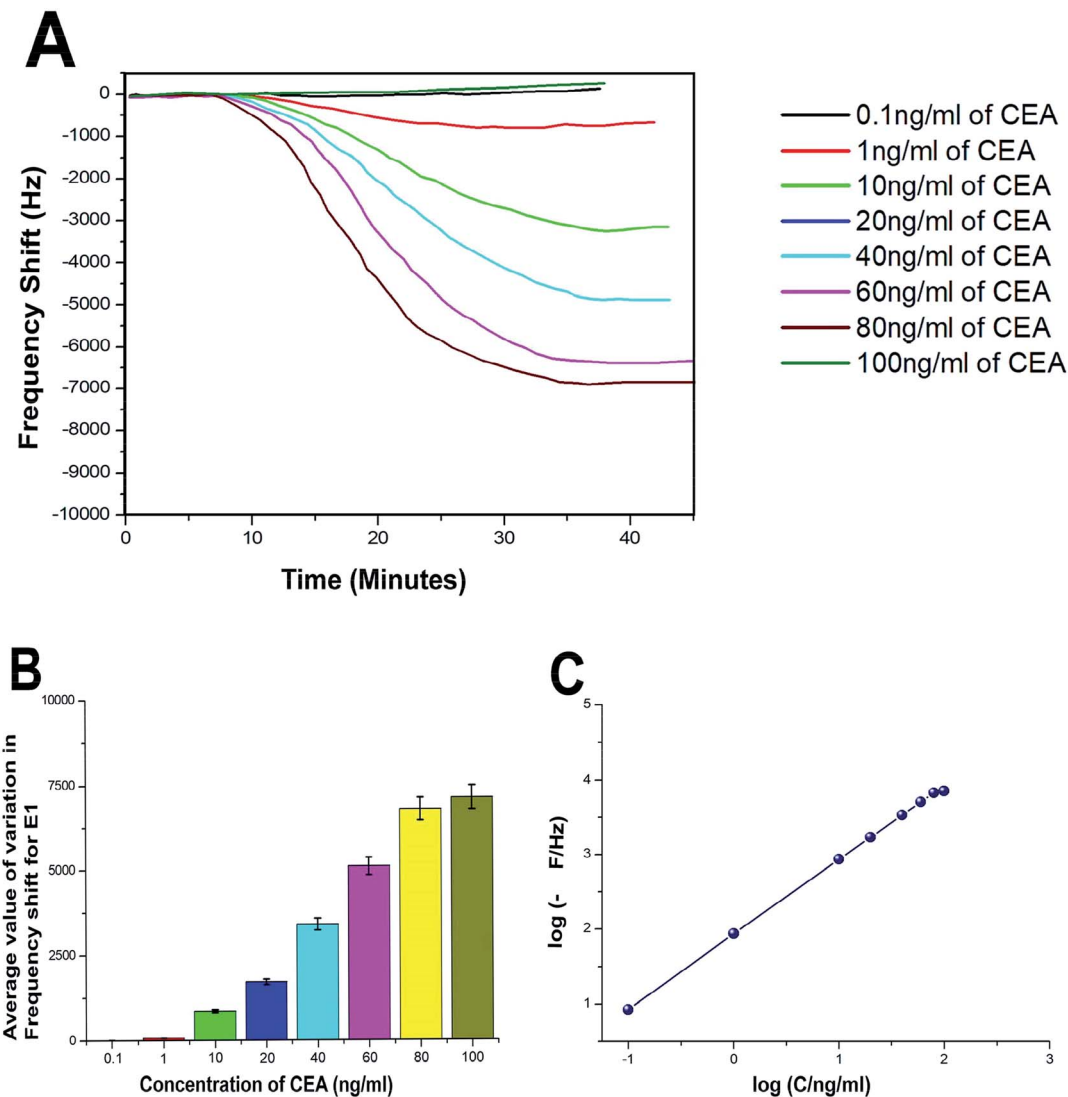 A
0
-1000
-2000
-3000
-4000
-5000
-6000
-7000
-8000
-9000
-10000
Frequency Shift (Hz)
0 10 20 30 40
Time (Minutes)
0.1ng/ml of CEA
1ng/ml of CEA
10ng/ml of CEA
20ng/ml of CEA
40ng/ml of CEA
60ng/ml of CEA
80ng/ml of CEA
100ng/ml of CEA
B
Average value of variation in
Frequency shift for E1
10000
7500
5000
2500
0
0.1 1 10 20 40 60 80 100
Concentration of CEA (ng/ml)
C
log (- F/Hz)
5
4
3
2
1
-1 0 1 2 3
log (C/ng/ml)